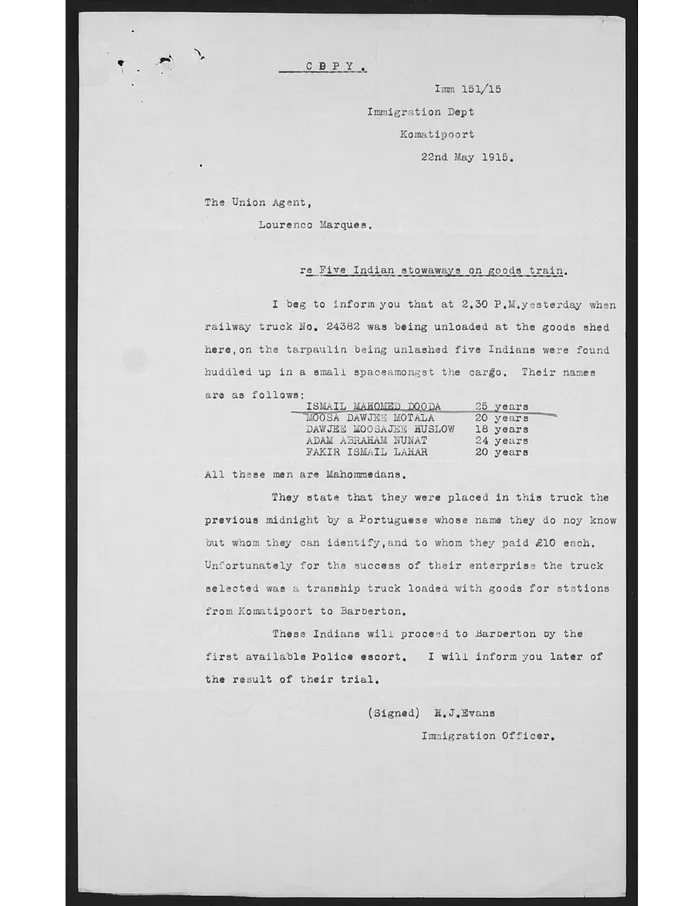 COPY.
Imm 151/15
Immigration Dept
Komatipoort
22nd May 1915.
The Union Agent,
Lourenco Marques.
re Five Indian stowaways on goods train.
I beg to inform you that at 2.30 P.M.yesterday when
railway truck No. 24382 was being unloaded at the goods shed
here,on the tarpaulin being unlashed five Indians were found
huddled up in a small spaceamongst the cargo. Their names
are as follows:
ISMAIL MAHOMED DOODA 25 years
MOOSA DAWJEE MOTALA 20 years
DAWJEE MOOSAJEE HUSLOW 18 years
ADAM ABRAHAM NUNAT 24 years
FAKIR ISMAIL LAHAR 20 years
All these men are Mahommedans.
They state that they were placed in this truck the
previous midnight by a Portuguese whose name they do noy know
but whom they can identify,and to whom they paid £10 each.
Unfortunately for the success of their enterprise the truck
selected was a tranship truck loaded with goods for stations
from Komatipoort to Barberton.
These Indians will proceed to Barberton by the
first available Police escort. I will inform you later of
the result of their trial.
(Signed) H.J.Evans
Immigration Officer.